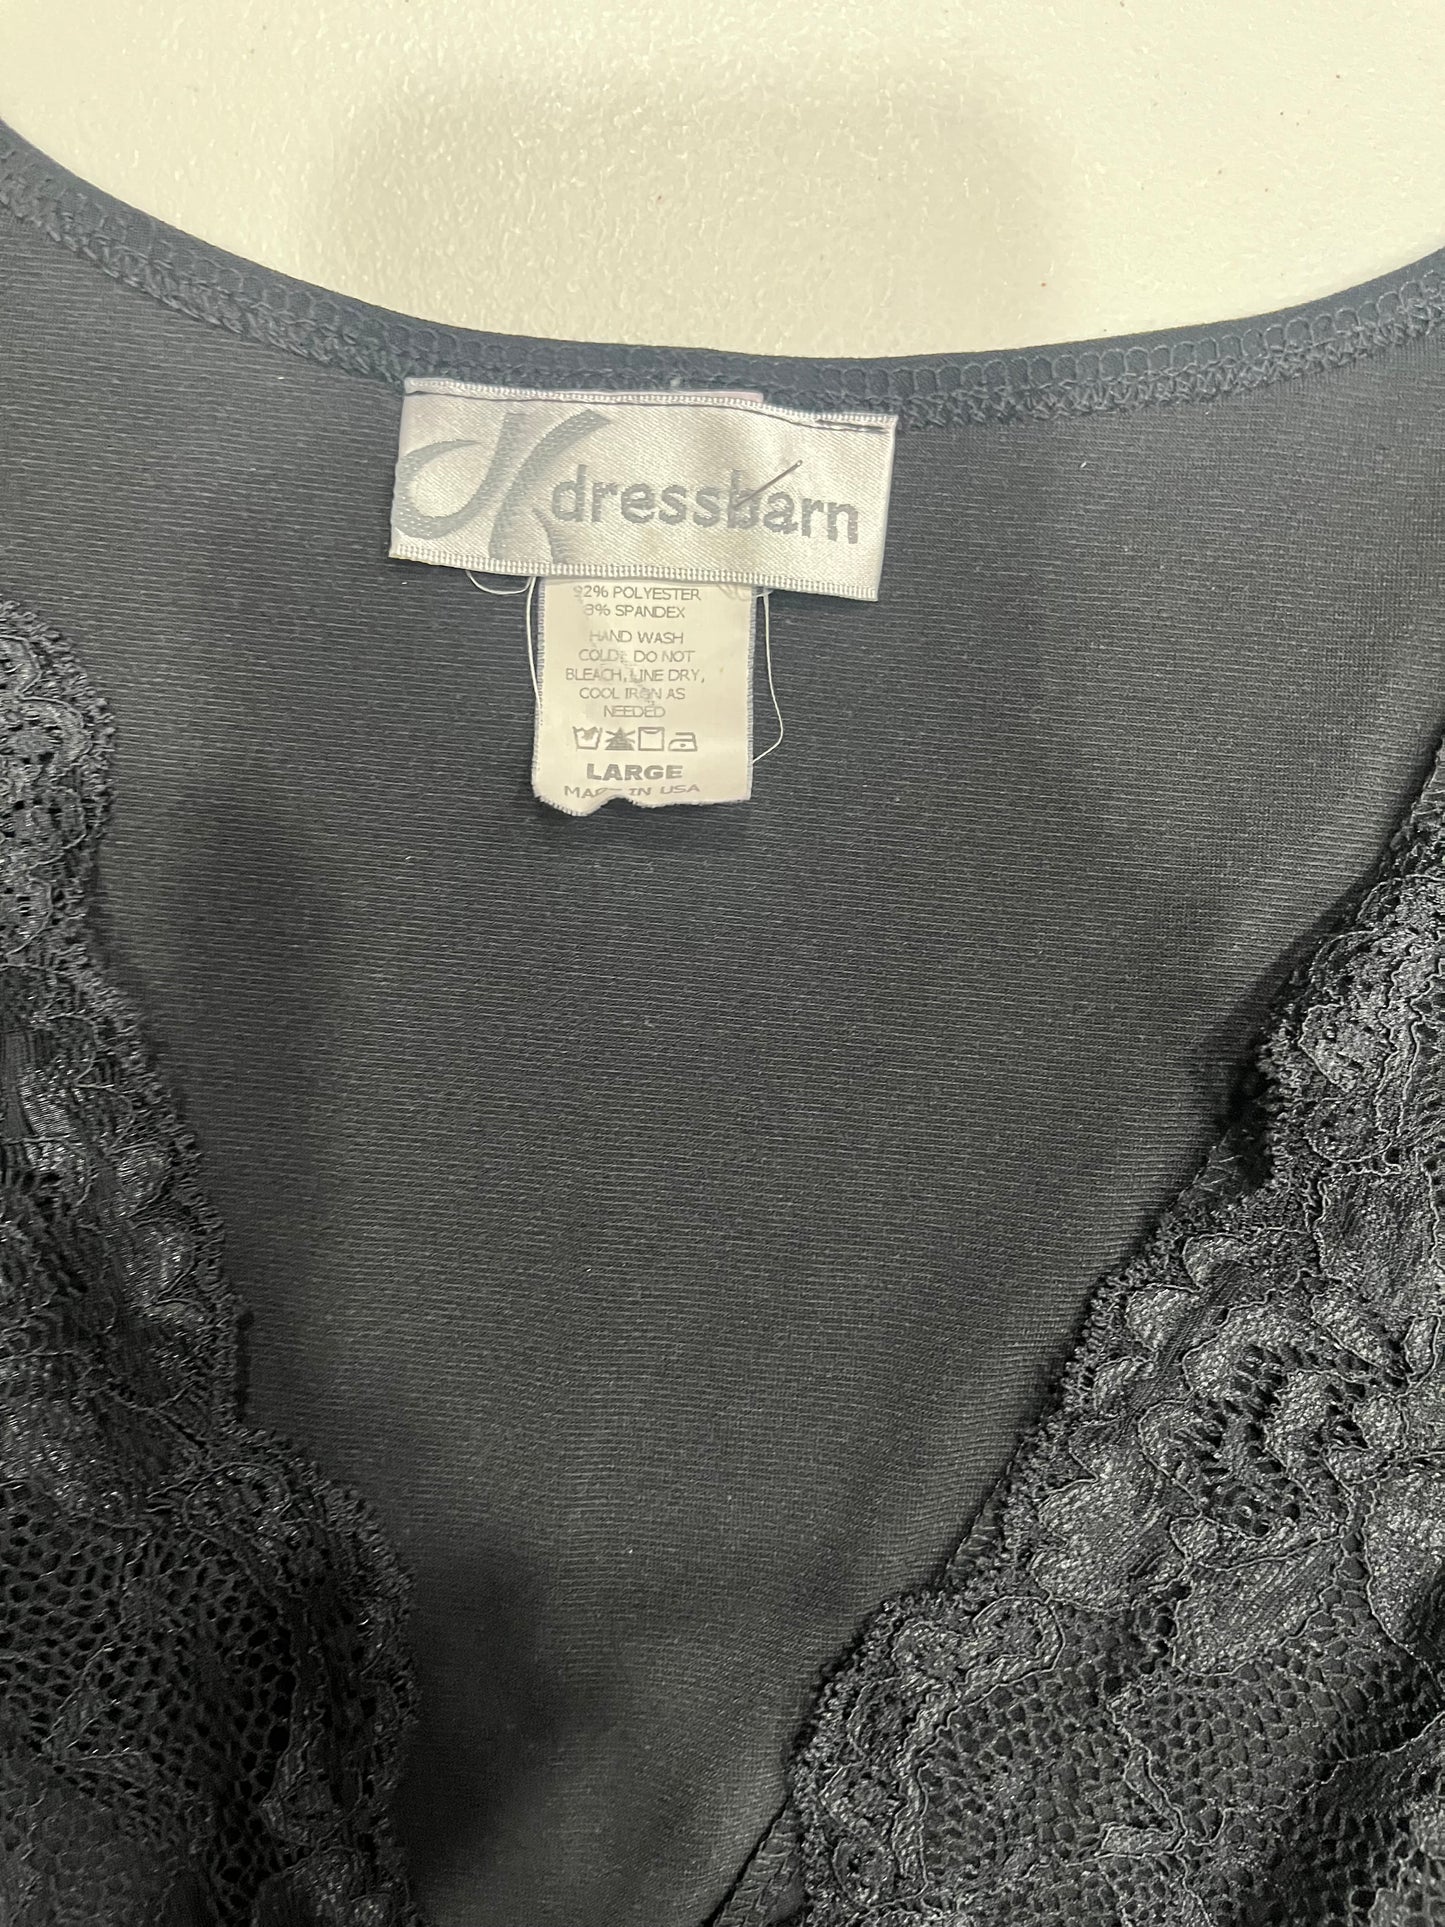 dressbarn
92% POLYESTER
8% SPANDEX
HAND WASH
COLD; DO NOT
BLEACH, LINE DRY,
COOL IRON AS
NEEDED
LARGE
MADE IN USA